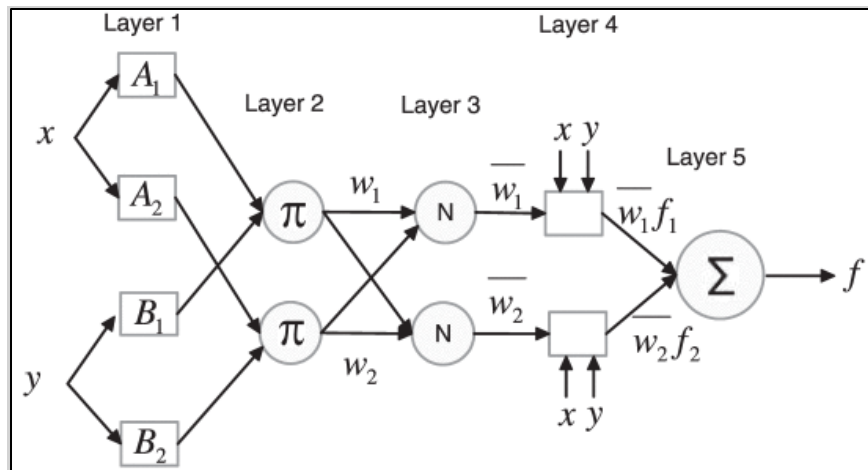 Layer 1
Layer 4
A₁
Layer 2
Layer 3
x
x y
Layer 5
A₂
w₁
w̅₁
w̅₁f₁
π
N
Σ
f
B₁
w̅₂
π
N
w̅₂f₂
y
w₂
x y
B₂